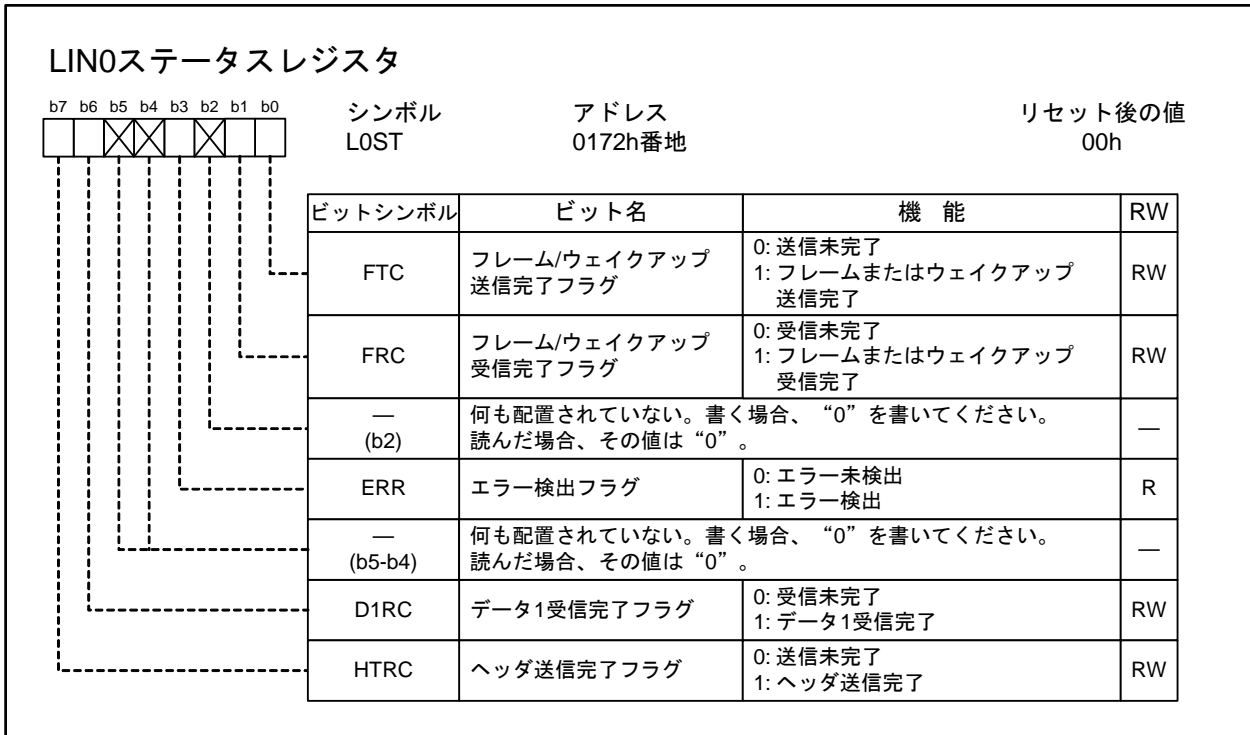 LIN0ステータスレジスタ
b7 b6 b5 b4 b3 b2 b1 b0
シンボル アドレス リセット後の値
L0ST 0172h番地 00h
ビットシンボル ビット名 機 能 RW
FTC フレーム/ウェイクアップ 送信完了フラグ 0: 送信未完了 RW
1: フレームまたはウェイクアップ
送信完了
FRC フレーム/ウェイクアップ 受信完了フラグ 0: 受信未完了 RW
1: フレームまたはウェイクアップ
受信完了
— 何も配置されていない。書く場合、“0”を書いてください。 —
(b2) 読んだ場合、その値は“0”。
ERR エラー検出フラグ 0: エラー未検出 R
1: エラー検出
— 何も配置されていない。書く場合、“0”を書いてください。 —
(b5-b4) 読んだ場合、その値は“0”。
D1RC データ1受信完了フラグ 0: 受信未完了 RW
1: データ1受信完了
HTRC ヘッダ送信完了フラグ 0: 送信未完了 RW
1: ヘッダ送信完了